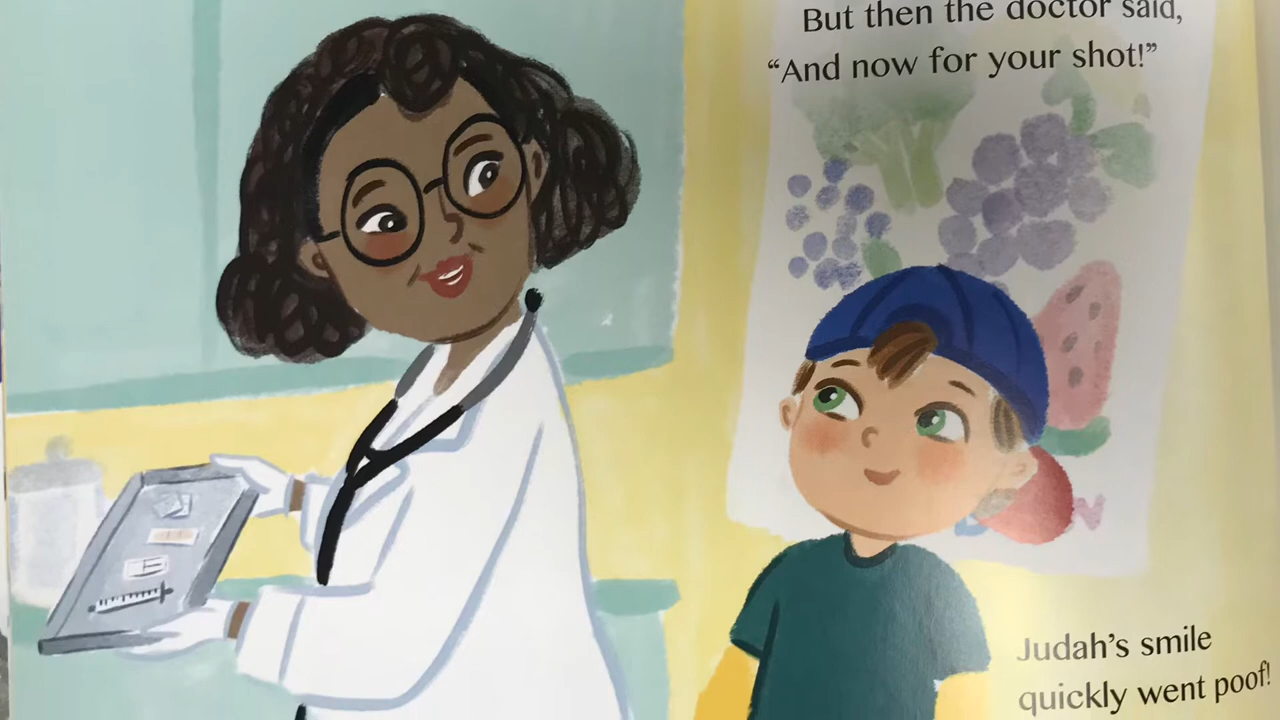 But then the doctor said,
“And now for your shot!”
Judah’s smile
quickly went poof!